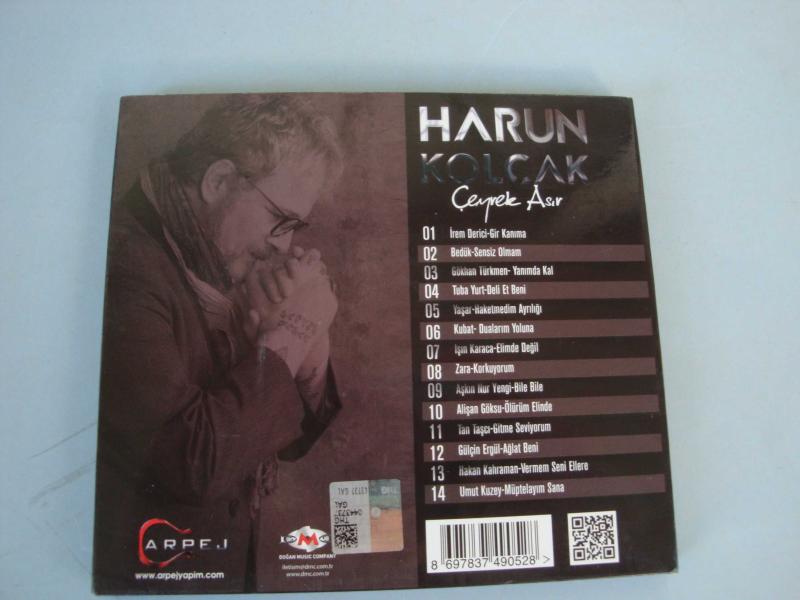 HARUN
KOLÇAK
Çeyrek Asır
01 İrem Derici-Gir Kanıma
02 Bedük-Sensiz Olmam
03 Gökhan Türkmen- Yanımda Kal
04 Tuba Yurt-Deli Et Beni
05 Yaşar-Haketmedim Ayrılığı
06 Kubat- Dualarım Yoluna
07 Işın Karaca-Elimde Değil
08 Zara-Korkuyorum
09 Aşkın Nur Yengi-Bile Bile
10 Alişan Göksu-Ölürüm Elinde
11 Tan Taşçı-Gitme Seviyorum
12 Gülçin Ergül-Ağlat Beni
13 Hakan Kahraman-Vermem Seni Ellere
14 Umut Kuzey-Müptelayım Sana
ARPEJ
www.arpejyapim.com
DOĞAN MUSIC COMPANY
iletisim@dmc.com.tr
www.dmc.com.tr
8 697837 490528 >